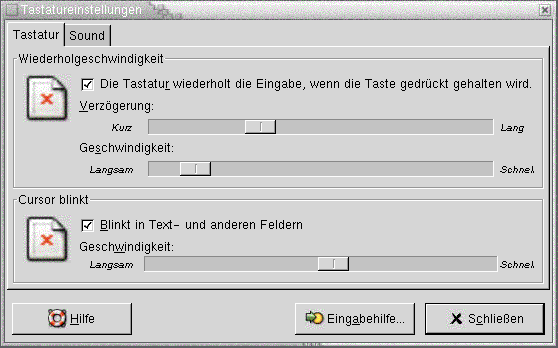 Tastatureinstellungen
Tastatur Sound
Wiederholgeschwindigkeit
Die Tastatur wiederholt die Eingabe, wenn die Taste gedrückt gehalten wird.
Verzögerung:
Kurz Lang
Geschwindigkeit:
Langsam Schnel
Cursor blinkt
Blinkt in Text- und anderen Feldern
Geschwindigkeit:
Langsam Schnel
Hilfe Eingabehilfe... Schließen